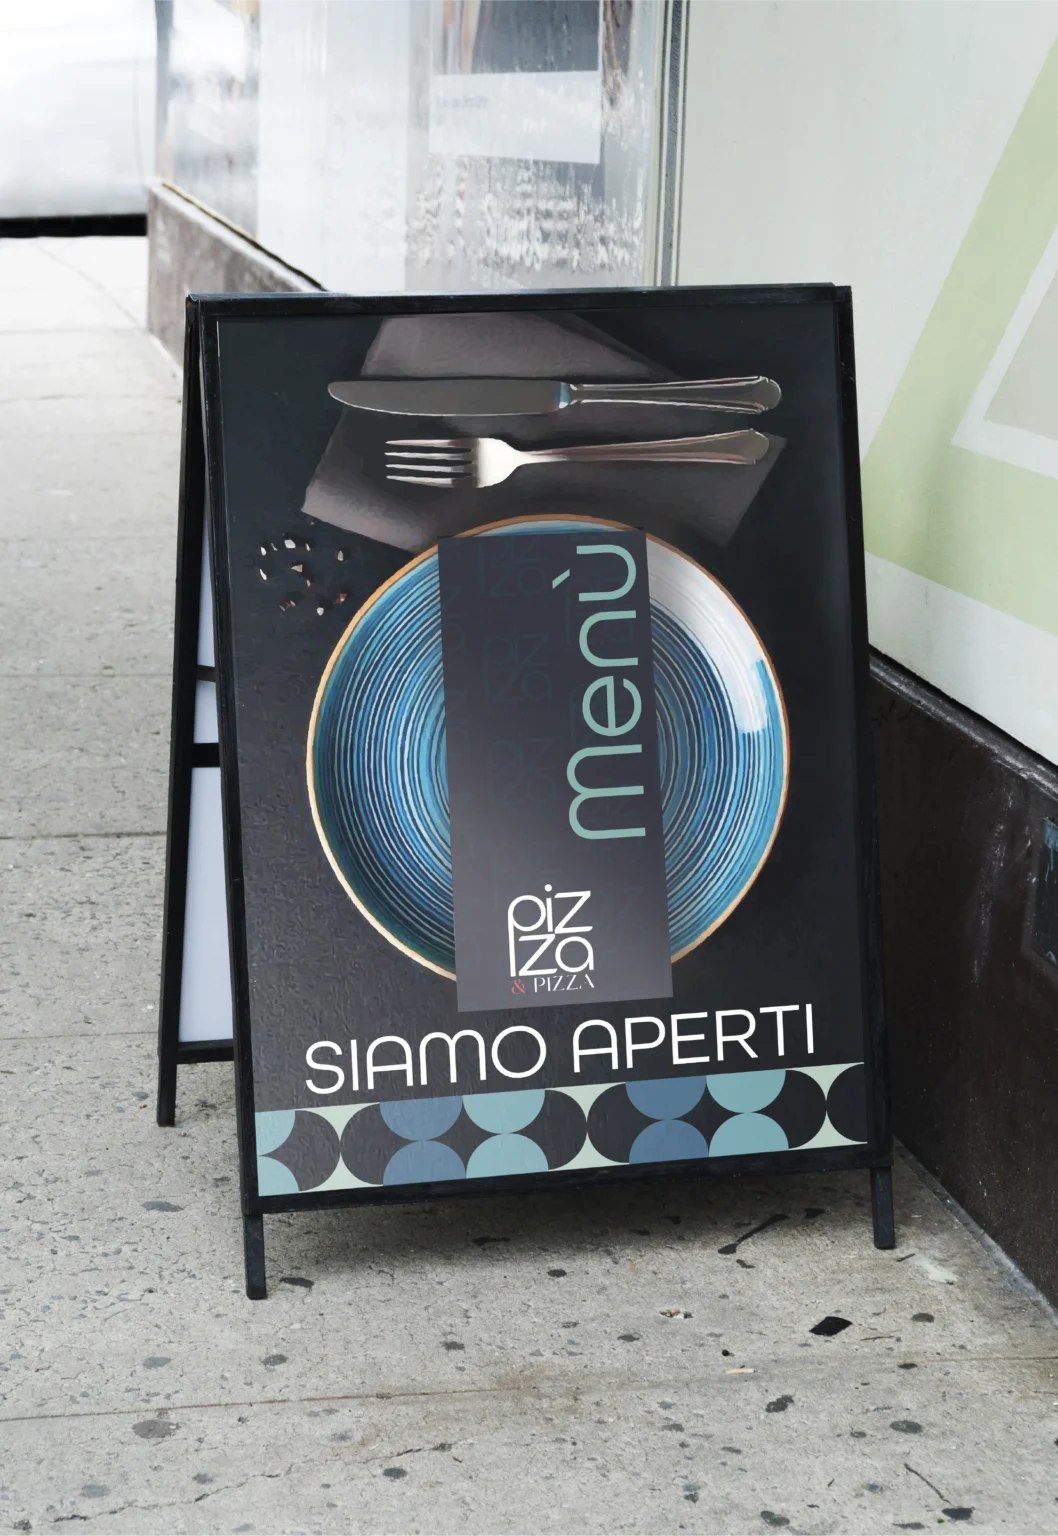 menù
piz
za
& PIZZA
SIAMO APERTI